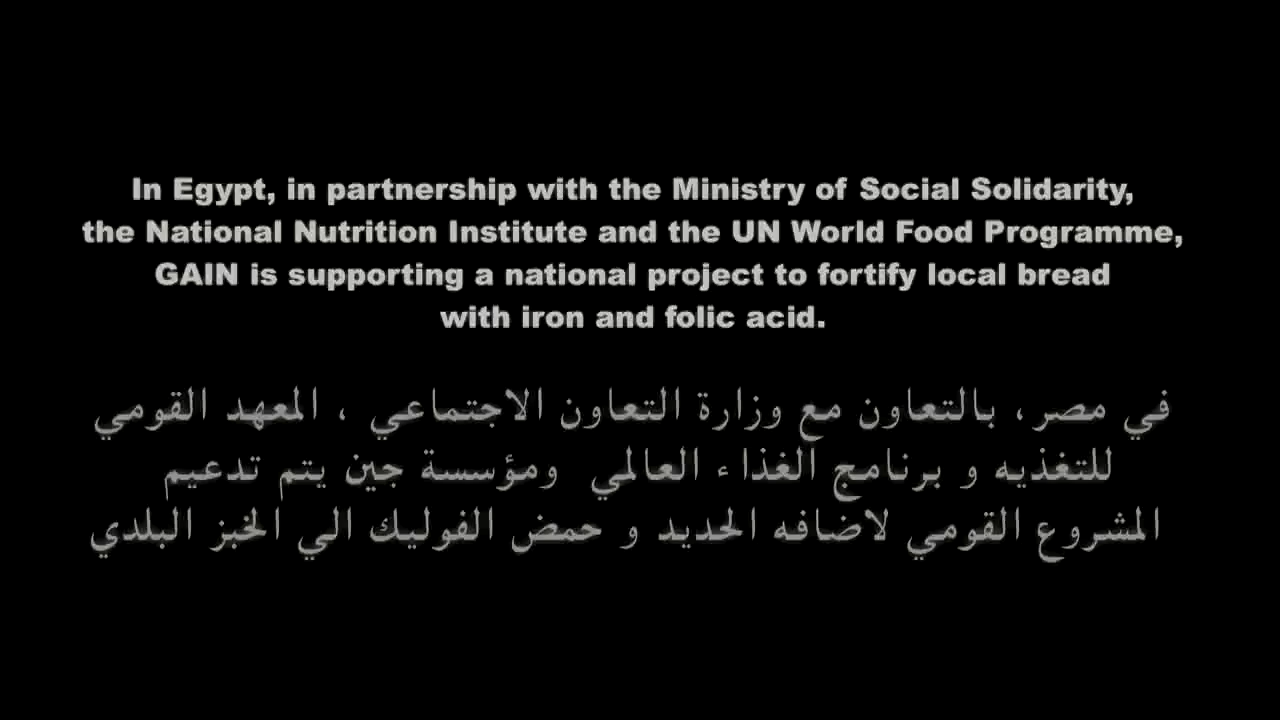 In Egypt, in partnership with the Ministry of Social Solidarity,
the National Nutrition Institute and the UN World Food Programme,
GAIN is supporting a national project to fortify local bread
with iron and folic acid.
في مصر، بالتعاون مع وزارة التعاون الاجتماعي ، المعهد القومي
للتغذيه و برنامج الغذاء العالمي ومؤسسة جين يتم تدعيم
المشروع القومي لاضافه الحديد و حمض الفوليك الي الخبز البلدي